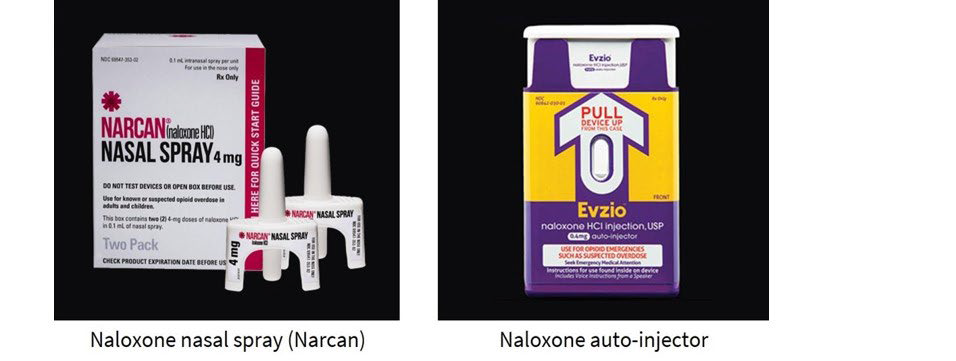 NDC 69547-353-02
0.1 mL intranasal spray per unit
For use in the nose only
Rx Only
NARCAN® (naloxone HCl)
NASAL SPRAY 4 mg
DO NOT TEST DEVICES OR OPEN BOX BEFORE USE.
Use for known or suspected opioid overdose in
adults and children.
This box contains two (2) 4-mg doses of naloxone HCl
in 0.1 mL of nasal spray.
Two Pack
CHECK PRODUCT EXPIRATION DATE BEFORE US
HERE FOR QUICK START GUIDE
NARCAN® NASAL SPRAY
naloxone HCl
4 mg
NARCAN NASAL SPRAY
Evzio
naloxone HCl injection, USP
auto-injector
NDC
Rx Only
PULL
DEVICE UP
FROM THIS CASE
FRONT
Evzio
naloxone HCl injection, USP
0.4mg auto-injector
USE FOR OPIOID EMERGENCIES
SUCH AS SUSPECTED OVERDOSE
Seek Emergency Medical Attention
Instructions for use found inside on device
Includes Voice Instructions from a Speaker
Naloxone nasal spray (Narcan)
Naloxone auto-injector